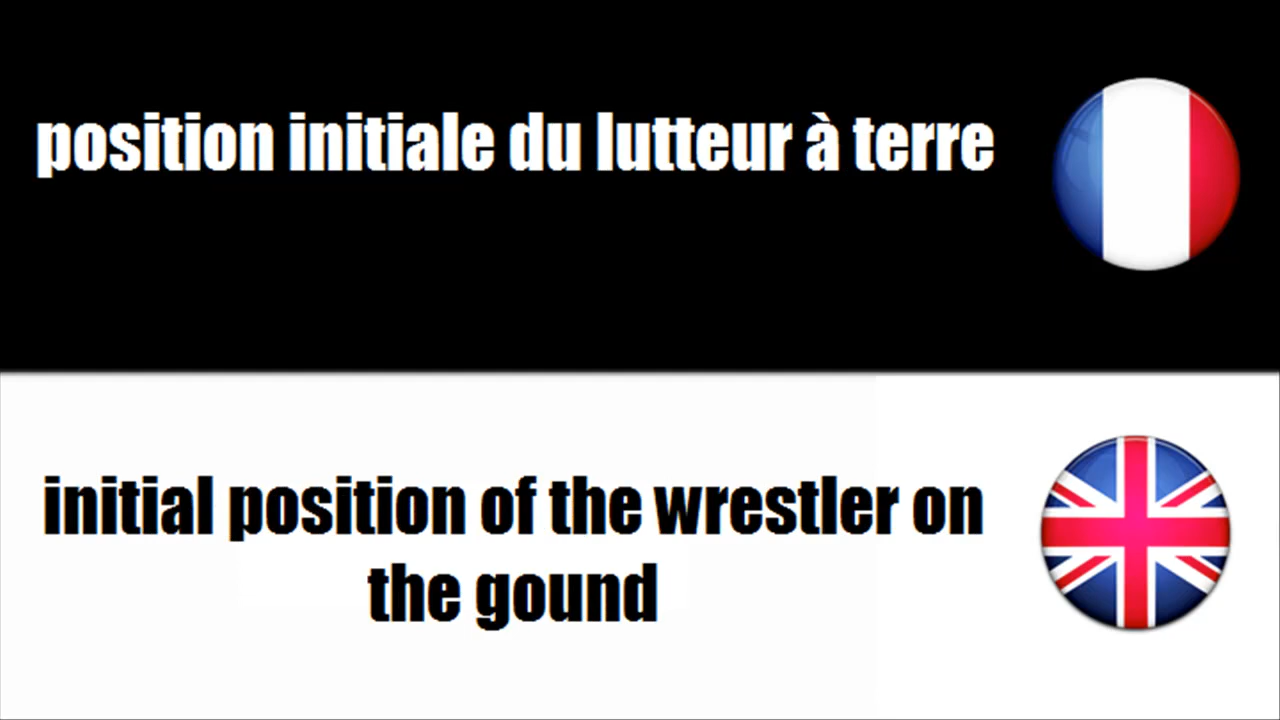 position initiale du lutteur à terre
initial position of the wrestler on
the gound